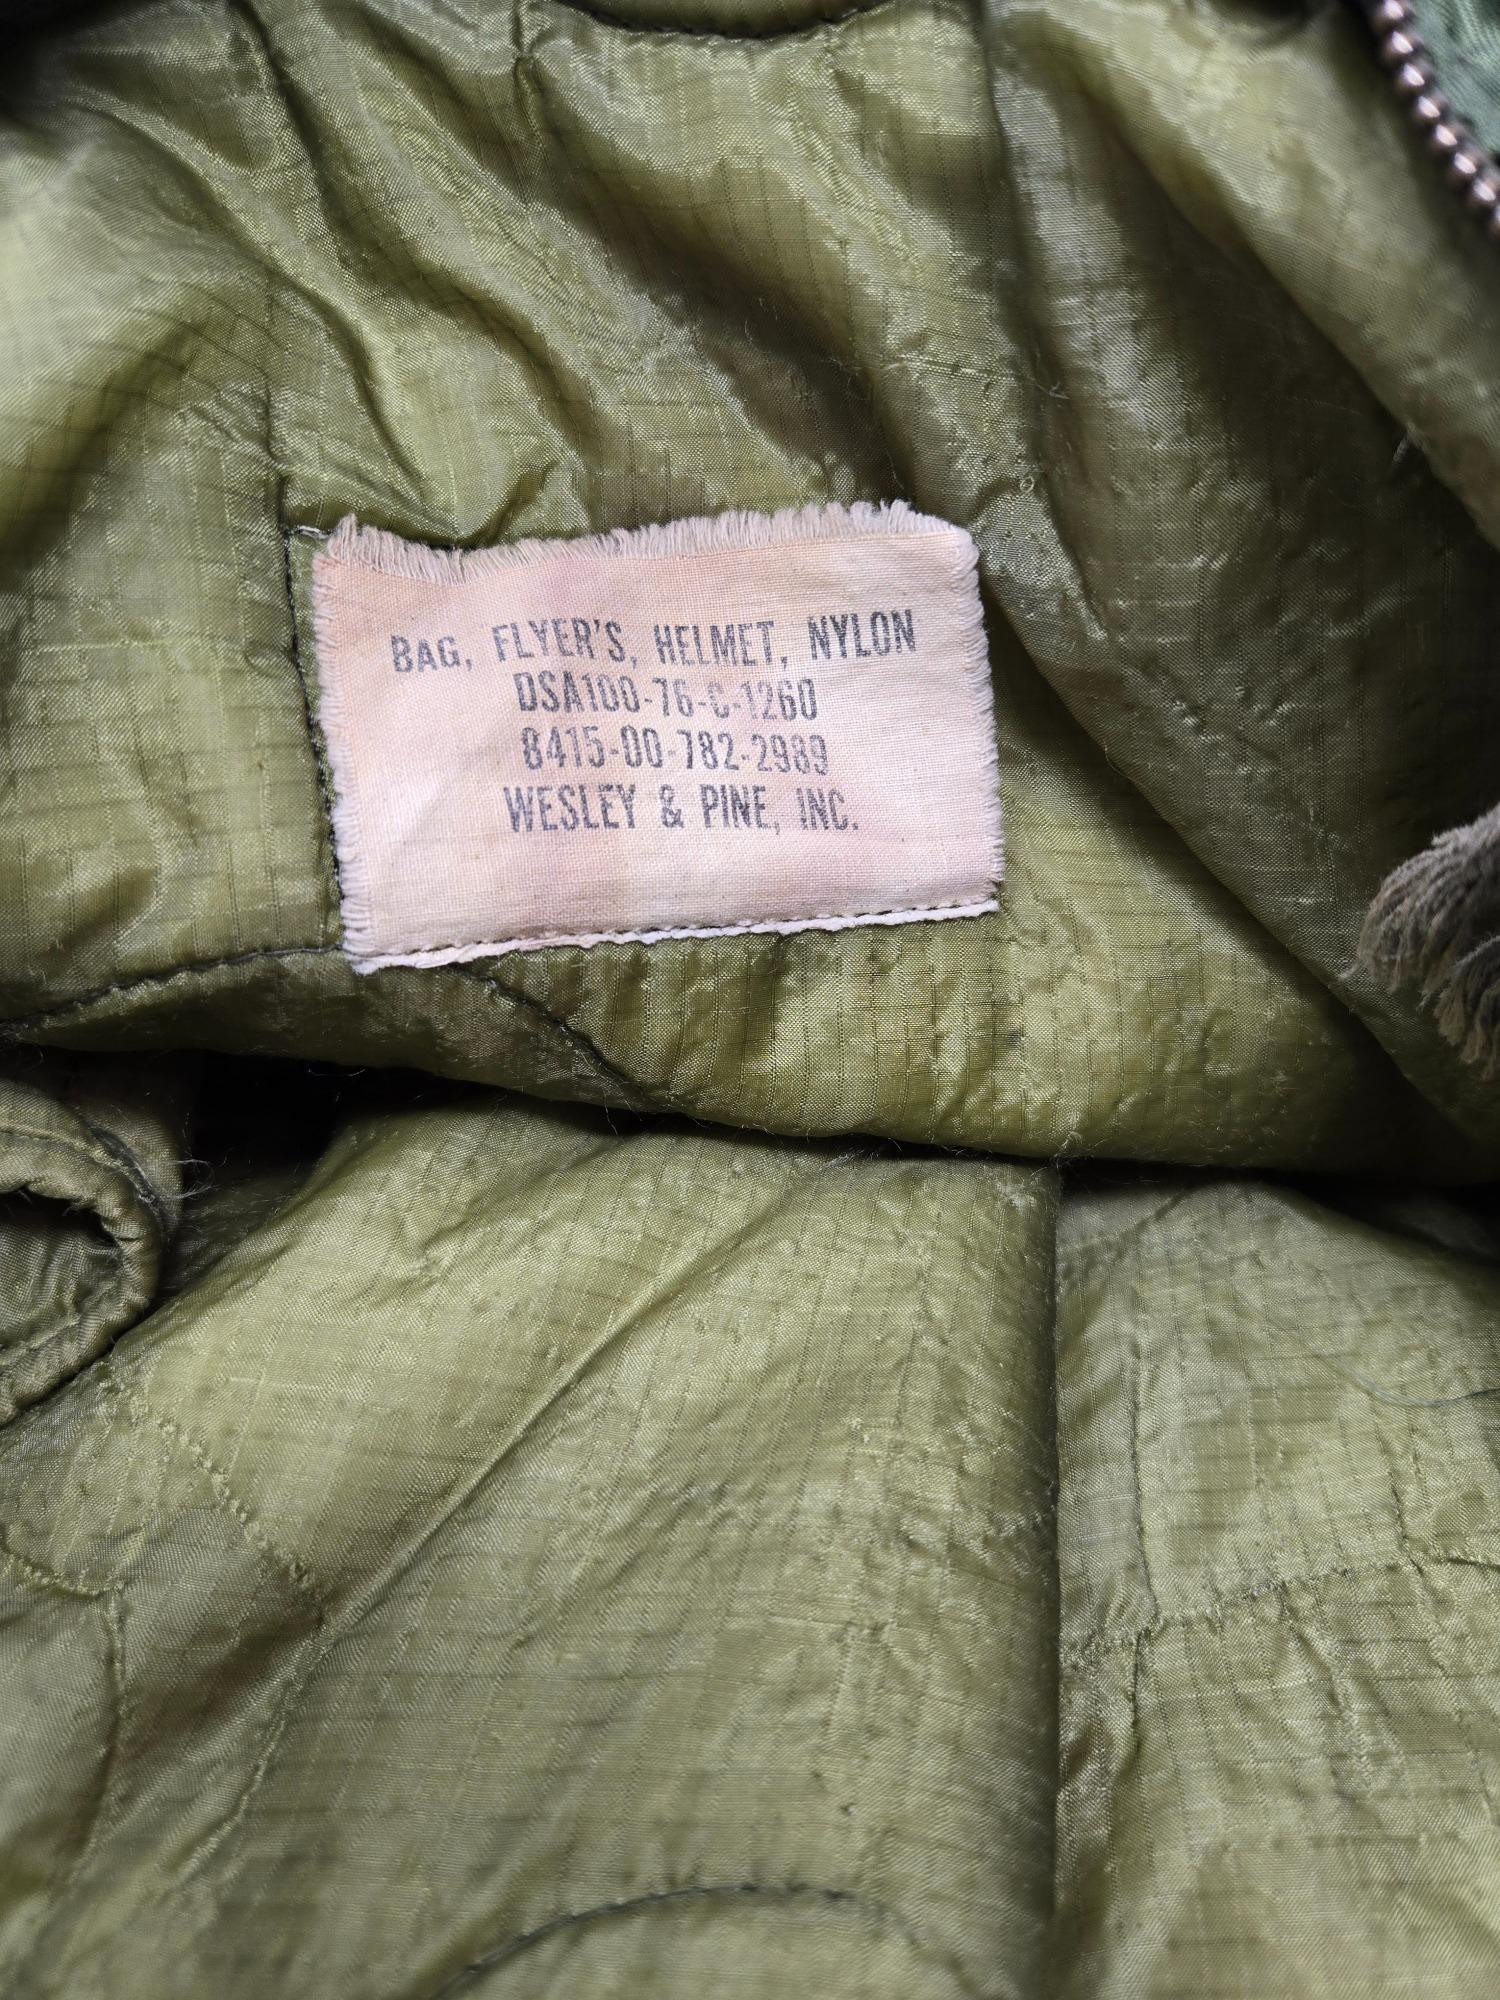 BAG, FLYER'S, HELMET, NYLON
DSA100-76-C-1260
8415-00-782-2989
WESLEY & PINE, INC.